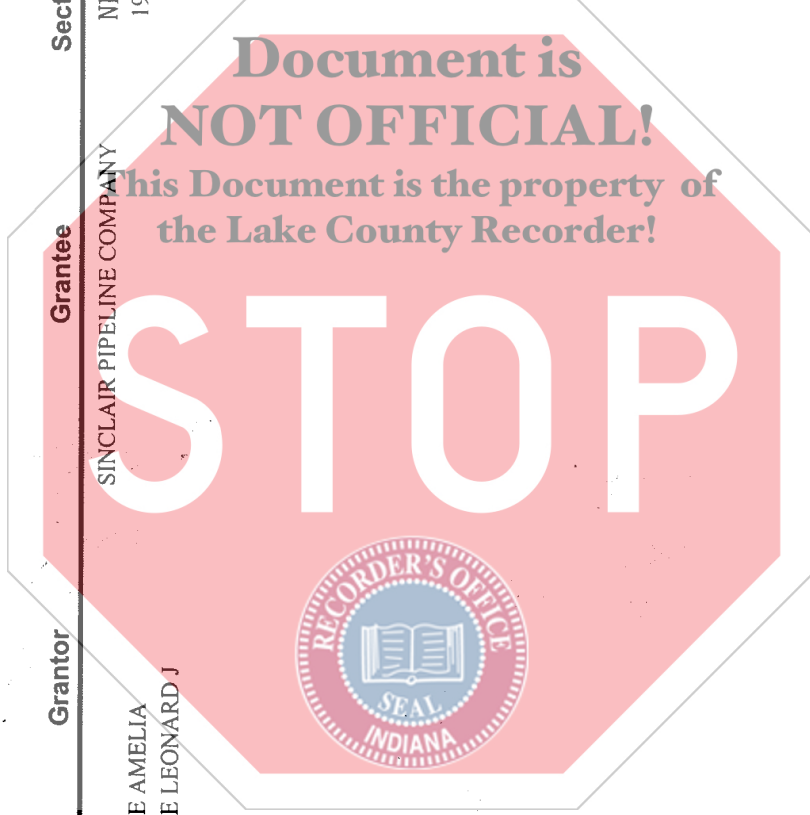 Document is
NOT OFFICIAL!
This Document is the property of
the Lake County Recorder!
STOP
RECORDER'S OFFICE
SEAL
INDIANA
Grantor
Grantee
E AMELIA
E LEONARD J
SINCLAIR PIPELINE COMPANY